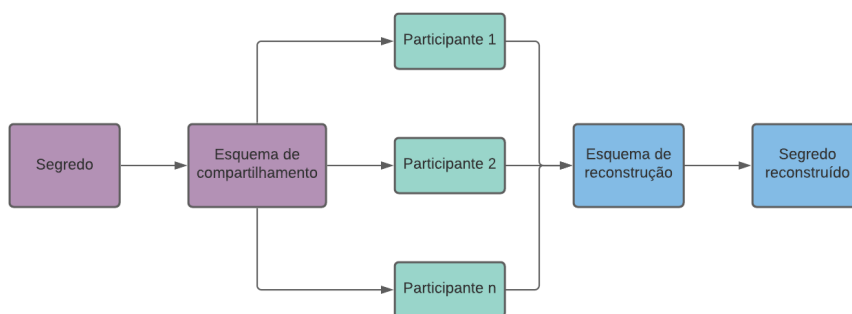 Participante 1
Segredo
Esquema de
compartilhamento
Participante 2
Esquema de
reconstrução
Segredo
reconstruído
Participante n